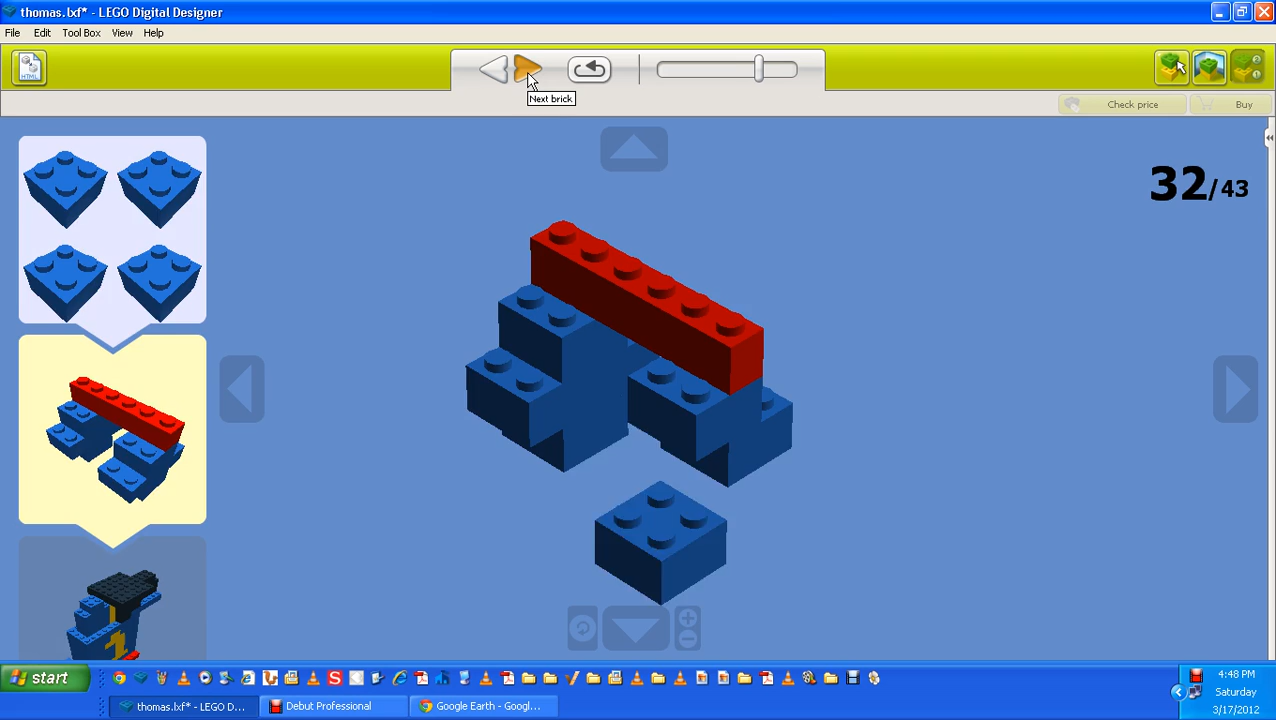 thomas.lxf* - LEGO Digital Designer
File Edit Tool Box View Help
HTML
Next brick
Check price
Buy
32/43
start
thomas.lxf* - LEGO D...
Debut Professional
Google Earth - Googl...
4:48 PM
Saturday
3/17/2012